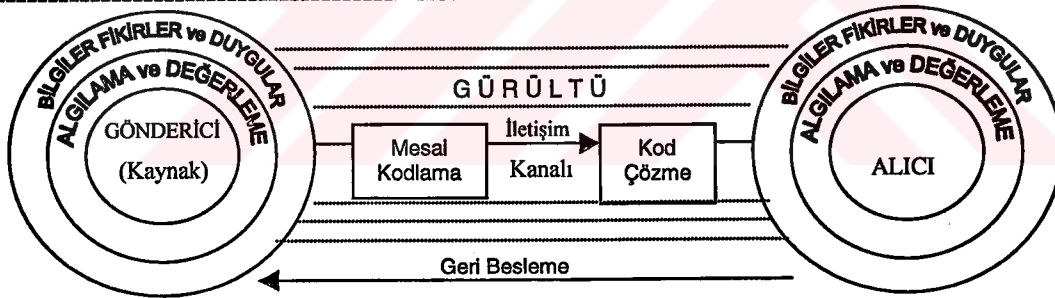 BİLGİLER FİKİRLER ve DUYGULAR
ALGILAMA ve DEĞERLEME
GÖNDERİCİ
(Kaynak)
GÜRÜLTÜ
Mesaj
Kodlama
İletişim
Kanalı
Kod
Çözme
BİLGİLER FİKİRLER ve DUYGULAR
ALGILAMA ve DEĞERLEME
ALICI
Geri Besleme